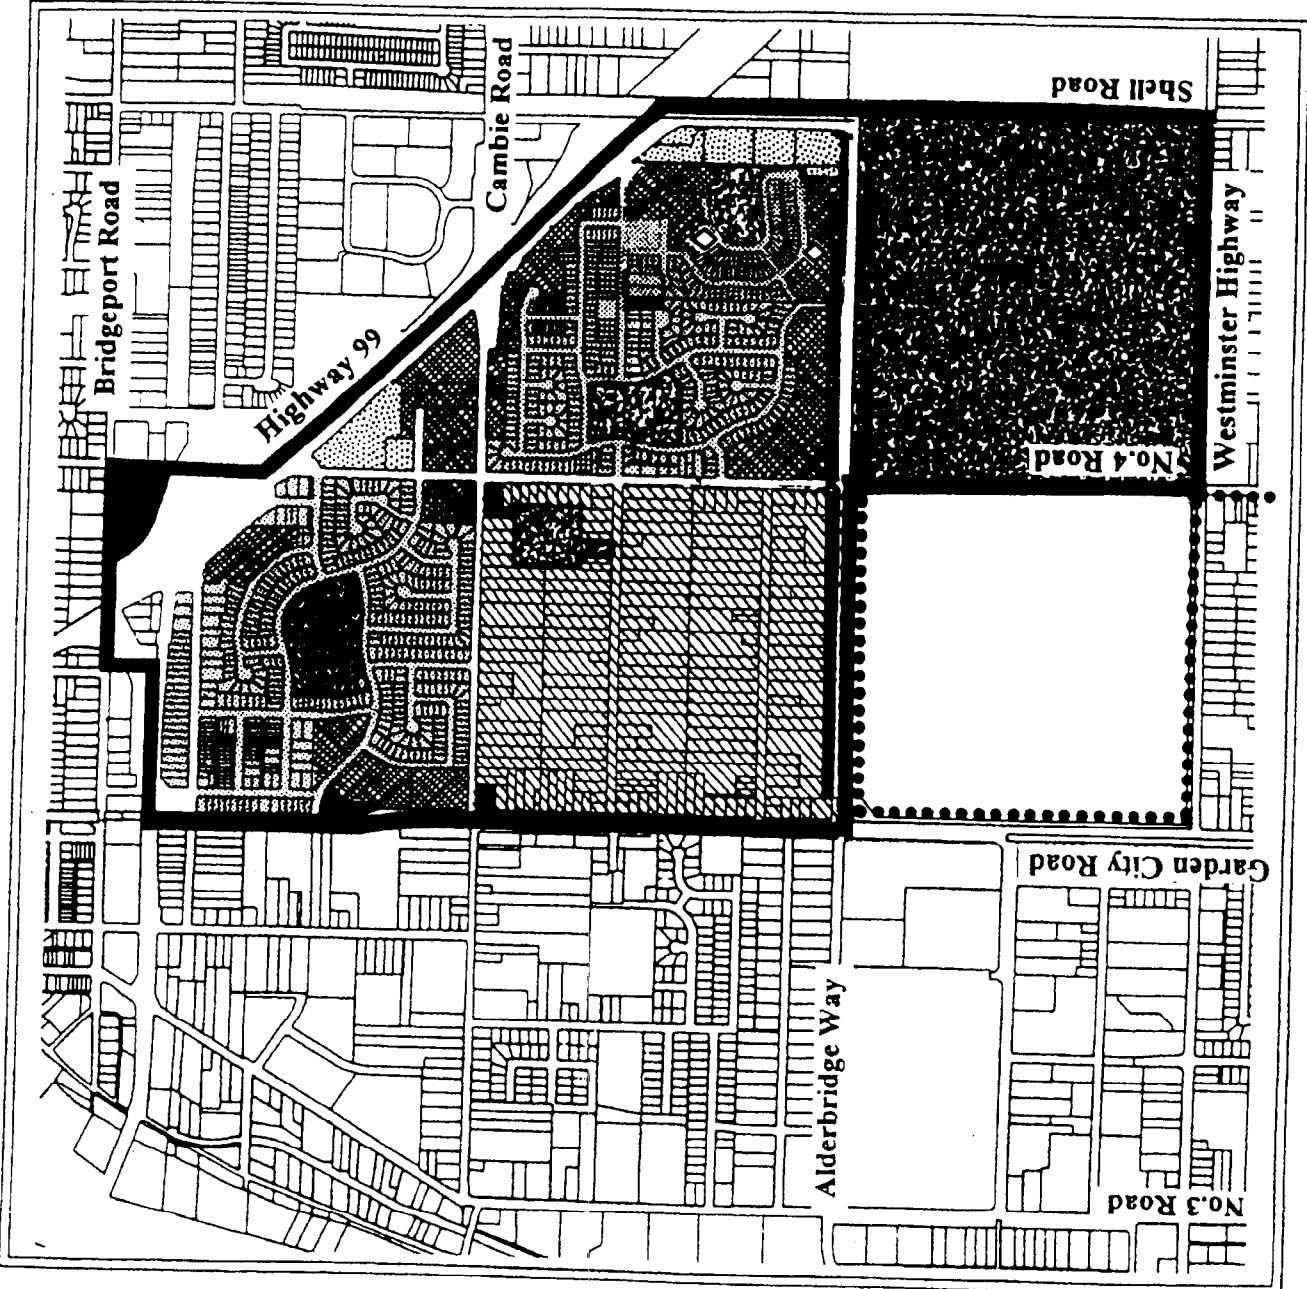 Shell Road
Cambie Road
Bridgeport Road
Westminster Highway
Highway 99
No.4 Road
Garden City Road
Alderbridge Way
No.3 Road